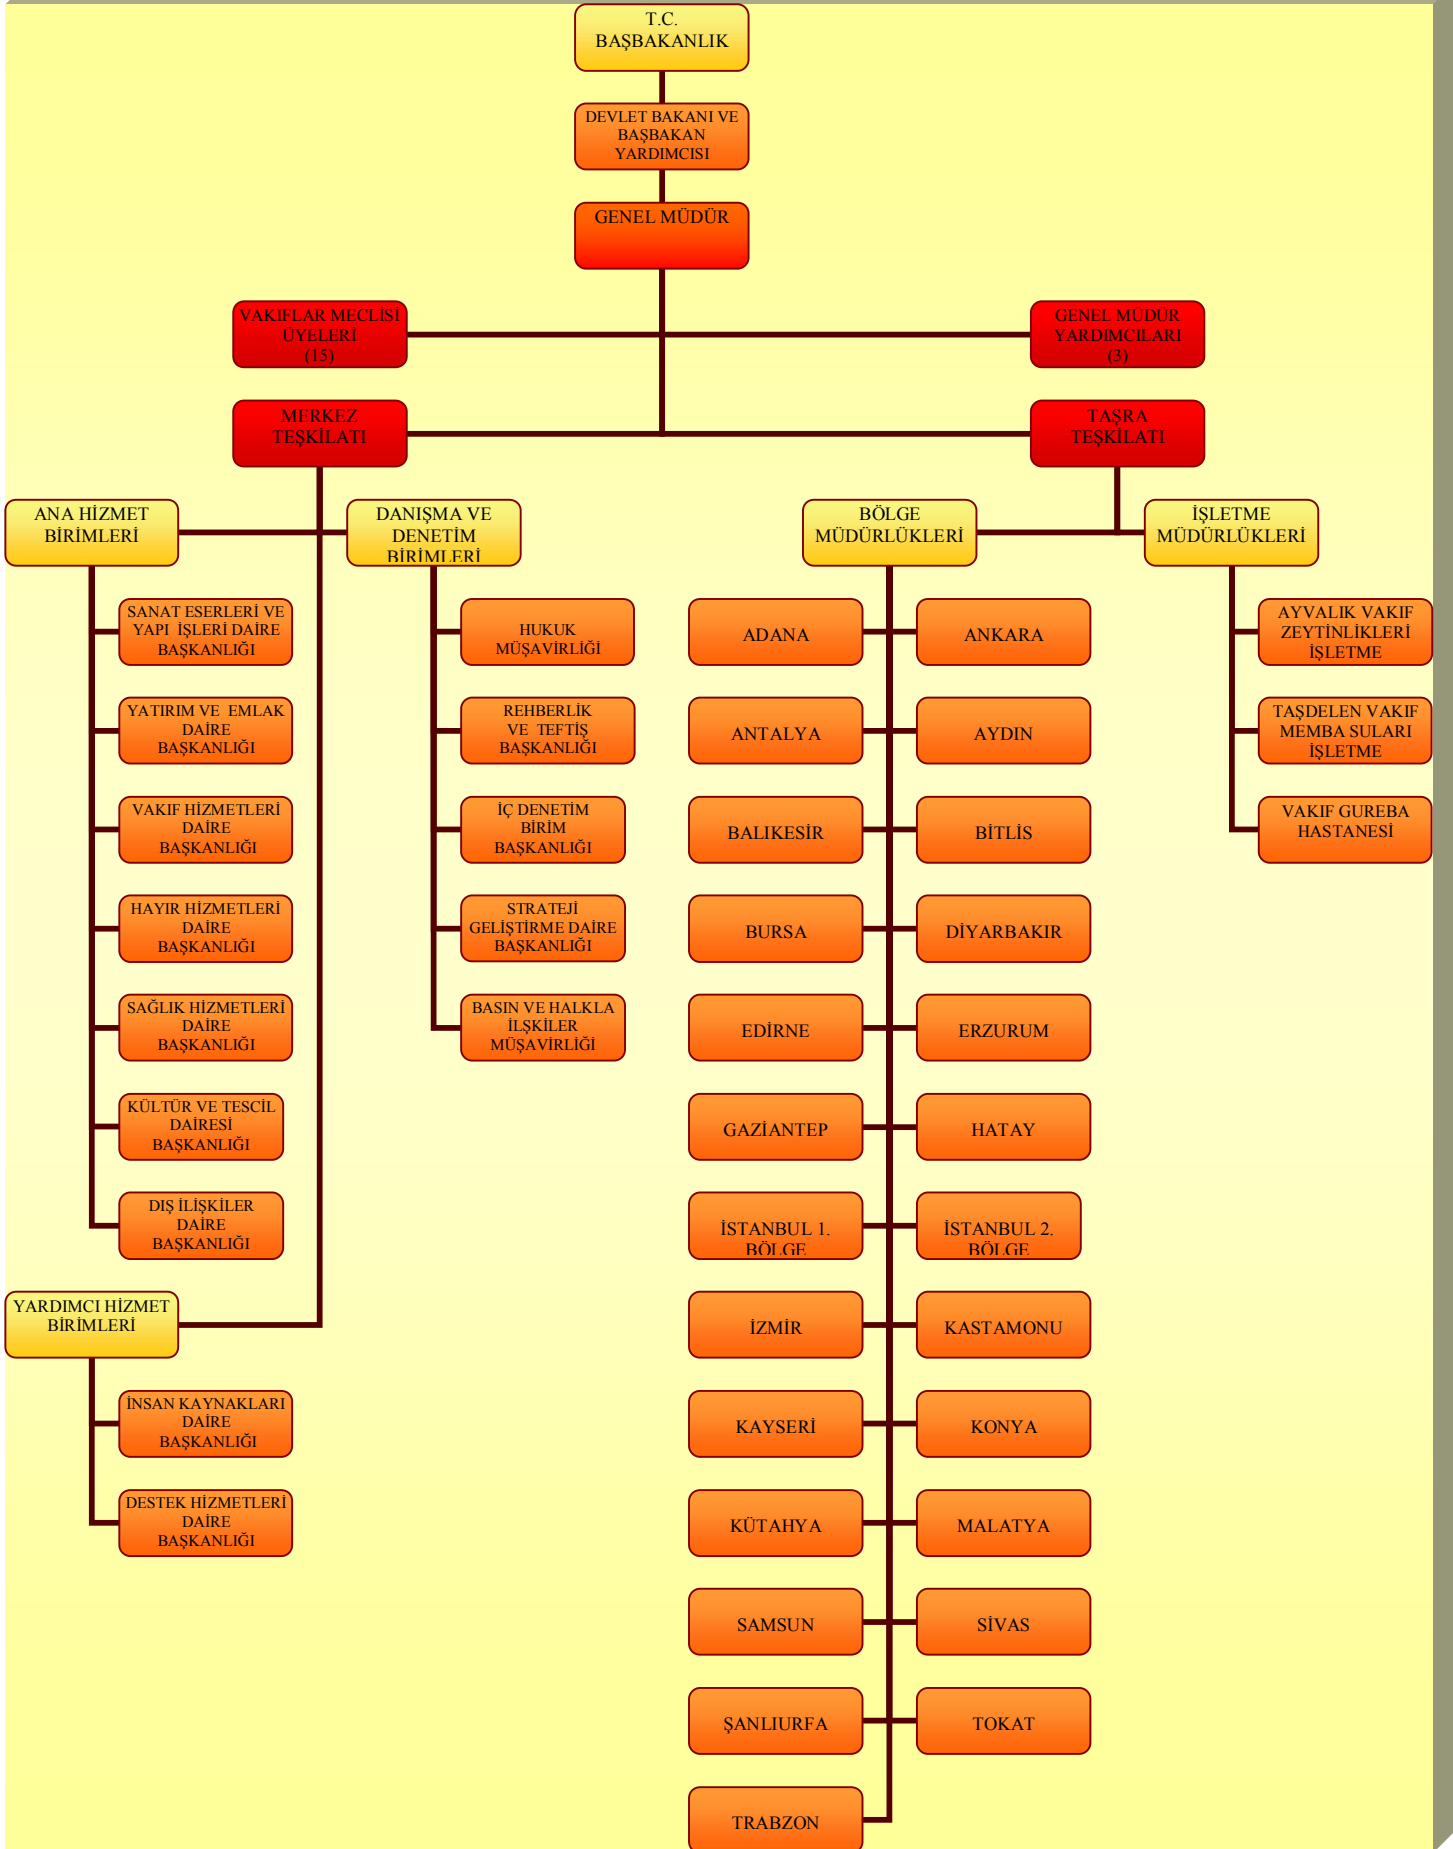 T.C.
BAŞBAKANLIK
DEVLET BAKANI VE
BAŞBAKAN
YARDIMCISI
GENEL MÜDÜR
VAKIFLAR MECLİSİ
ÜYELERİ
(15)
GENEL MÜDÜR
YARDIMCILARI
(3)
MERKEZ
TEŞKİLATI
TAŞRA
TEŞKİLATI
ANA HİZMET
BİRİMLERİ
DANIŞMA VE
DENETİM
BİRİMLERİ
BÖLGE
MÜDÜRLÜKLERİ
İŞLETME
MÜDÜRLÜKLERİ
SANAT ESERLERİ VE
YAPI İŞLERİ DAİRE
BAŞKANLIĞI
YATIRIM VE EMLAK
DAİRE
BAŞKANLIĞI
VAKIF HİZMETLERİ
DAİRE
BAŞKANLIĞI
HAYIR HİZMETLERİ
DAİRE
BAŞKANLIĞI
SAĞLIK HİZMETLERİ
DAİRE
BAŞKANLIĞI
KÜLTÜR VE TESCİL
DAİRESİ
BAŞKANLIĞI
DIŞ İLİŞKİLER
DAİRE
BAŞKANLIĞI
YARDIMCI HİZMET
BİRİMLERİ
İNSAN KAYNAKLARI
DAİRE
BAŞKANLIĞI
DESTEK HİZMETLERİ
DAİRE
BAŞKANLIĞI
HUKUK
MÜŞAVİRLİĞİ
REHBERLİK
VE TEFTİŞ
BAŞKANLIĞI
İÇ DENETİM
BİRİM
BAŞKANLIĞI
STRATEJİ
GELİŞTİRME DAİRE
BAŞKANLIĞI
BASIN VE HALKLA
İLŞKİLER
MÜŞAVİRLİĞİ
ADANA
ANKARA
ANTALYA
AYDIN
BALIKESİR
BİTLİS
BURSA
DİYARBAKIR
EDİRNE
ERZURUM
GAZİANTEP
HATAY
İSTANBUL 1.
BÖLGE
İSTANBUL 2.
BÖLGE
İZMİR
KASTAMONU
KAYSERİ
KONYA
KÜTAHYA
MALATYA
SAMSUN
SİVAS
ŞANLIURFA
TOKAT
TRABZON
AYVALIK VAKIF
ZEYTİNLİKLERİ
İŞLETME
TAŞDELEN VAKIF
MEMBA SULARI
İŞLETME
VAKIF GUREBA
HASTANESİ